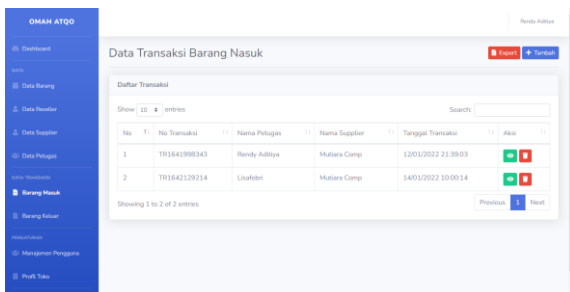 OMAH ATQO
Rendy Aditiya
Dashboard
Data Transaksi Barang Nasuk
Export
+ Tambah
DATA
Data Barang
Daftar Transaksi
Data Reseller
Show 10 entries
Search:
Data Supplier
No
No Transaksi
Nama Petugas
Nama Supplier
Tanggal Transaksi
Aksi
Data Petugas
1
TR1641998343
Rendy Aditiya
Mutiara Comp
12/01/2022 21:39:03
DATA TRANSAKSI
2
TR1642129214
Lisafebri
Mutiara Comp
14/01/2022 10:00:14
Barang Masuk
Showing 1 to 2 of 2 entries
Previous
1
Next
Barang Keluar
PENGATURAN
Manajemen Pengguna
Profil Toko